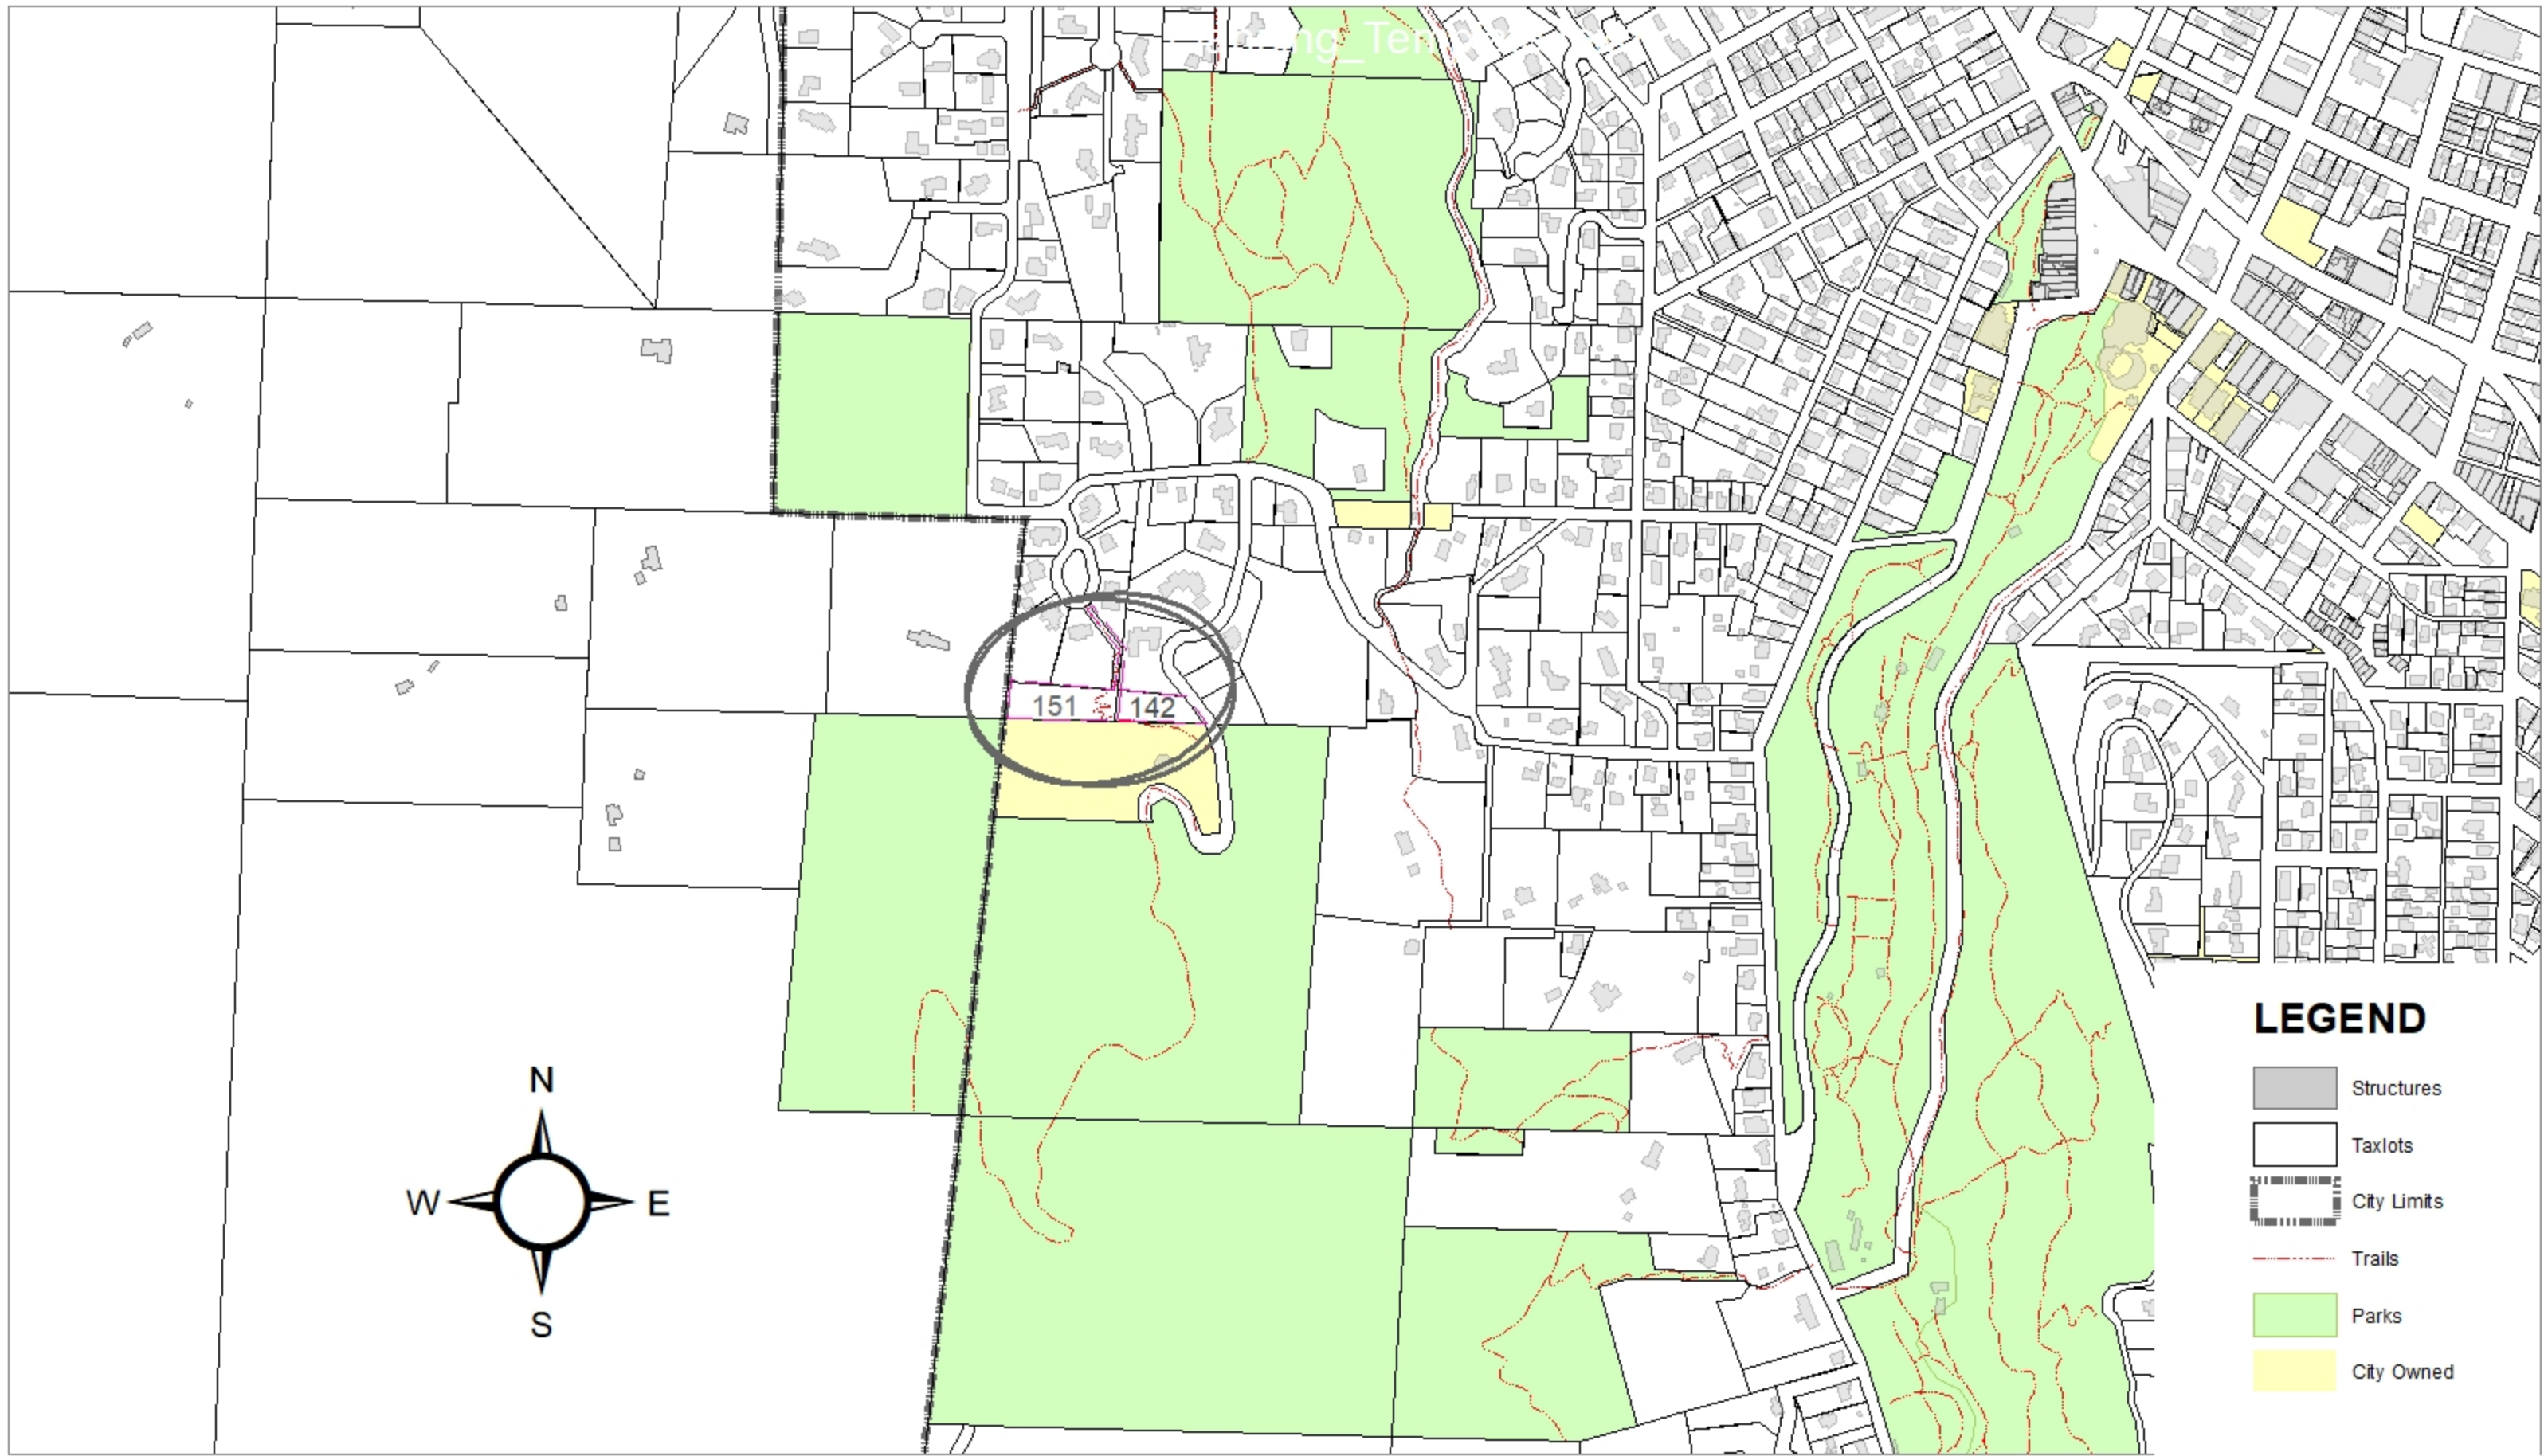 151
142
N
W
E
S
LEGEND
Structures
Taxlots
City Limits
Trails
Parks
City Owned